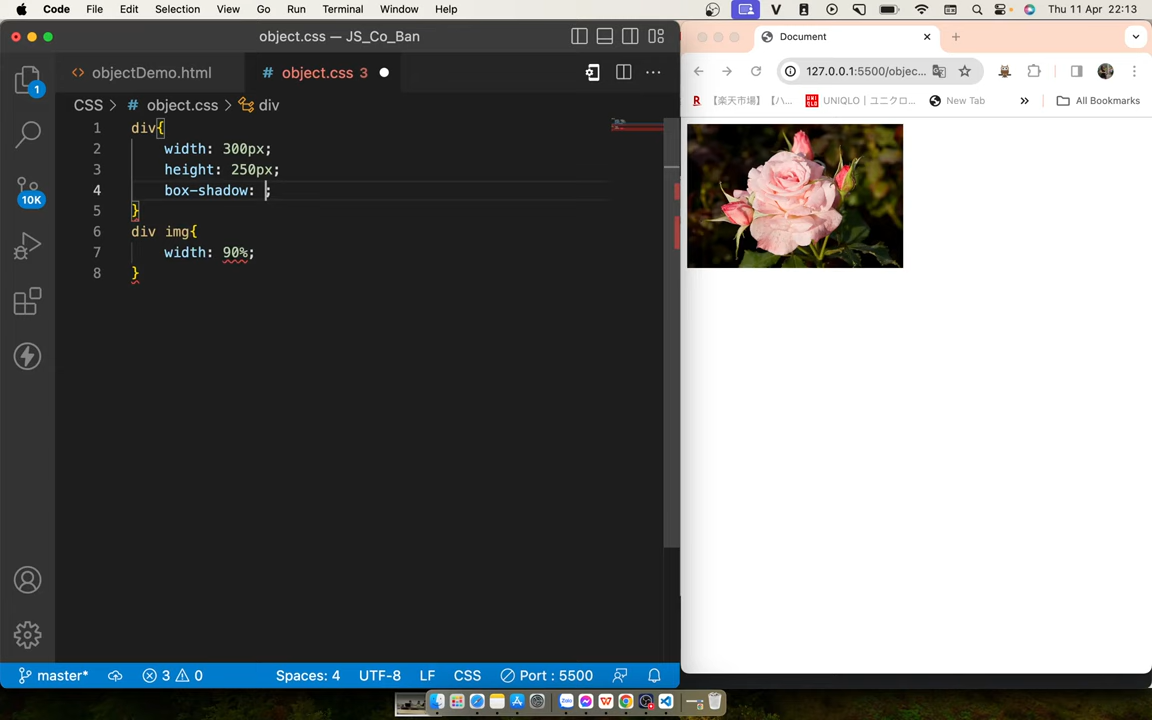 Code File Edit Selection View Go Run Terminal Window Help Thu 11 Apr 22:13
object.css — JS_Co_Ban
Document
objectDemo.html
# object.css 3
127.0.0.1:5500/objec...
【楽天市場】【ハ...
UNIQLO｜ユニクロ...
New Tab
All Bookmarks
CSS > # object.css > div
1 div{
2 width: 300px;
3 height: 250px;
4 box-shadow: ;
5 }
6 div img{
7 width: 90%;
8 }
1
10K
master* 3 0 Spaces: 4 UTF-8 LF CSS Port : 5500